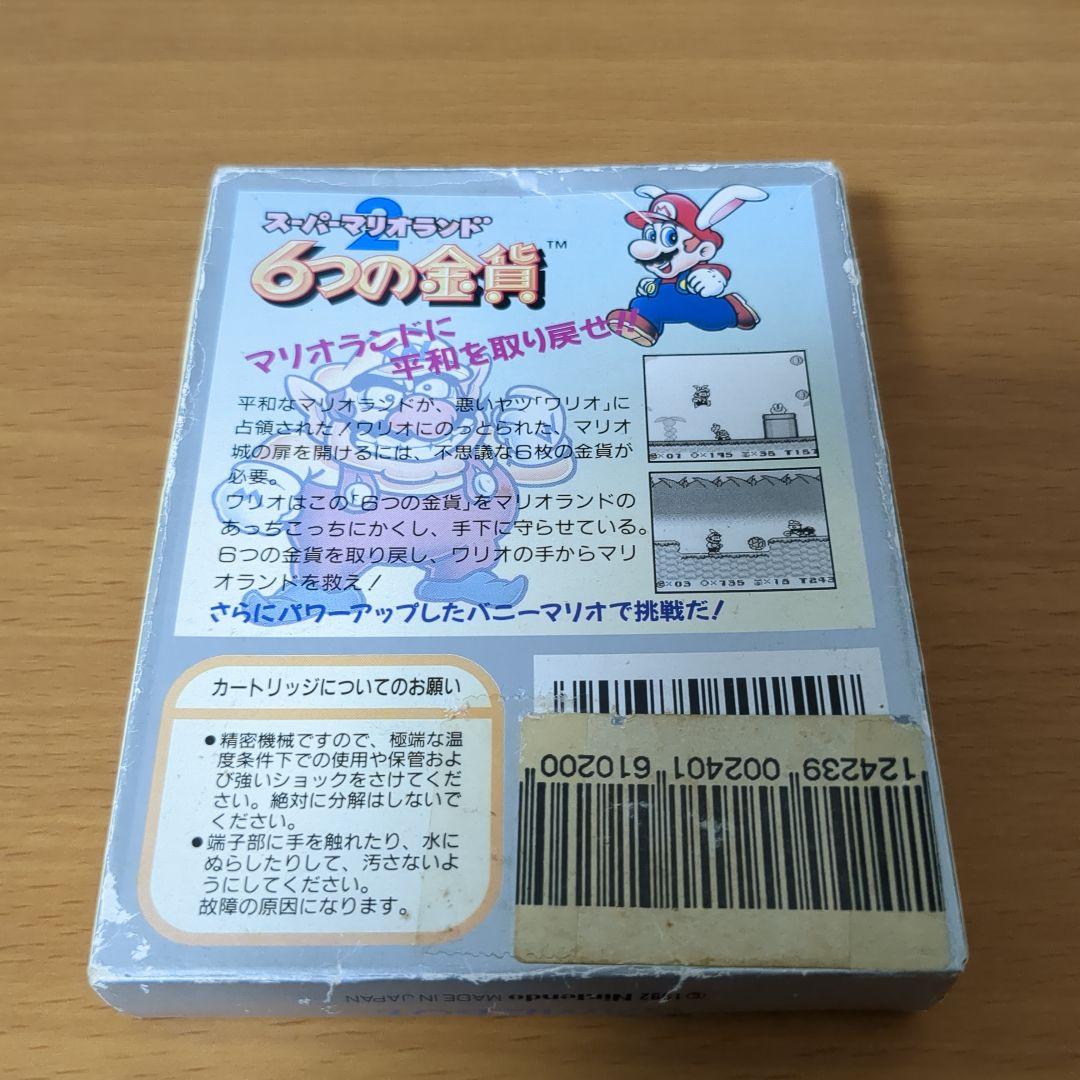 スーパーマリオランド2
6つの金貨™
マリオランドに
平和を取り戻せ!!
平和なマリオランドが、悪いヤツ「ワリオ」に
占領された!ワリオにのっとられた、マリオ
城の扉を開けるには、不思議な6枚の金貨が
必要。
ワリオはこの「6つの金貨」をマリオランドの
あっちこっちにかくし、手下に守らせている。
6つの金貨を取り戻し、ワリオの手からマリ
オランドを救え!
さらにパワーアップしたバニーマリオで挑戦だ!
×01 ○×195 ×35 T157
×03 ○×135 ×15 T243
カートリッジについてのお願い
●精密機械ですので、極端な温
度条件下での使用や保管およ
び強いショックをさけてくだ
さい。絶対に分解はしないで
ください。
●端子部に手を触れたり、水に
ぬらしたりして、汚さないよ
うにしてください。
故障の原因になります。
124239 002401 610200
©1992 Nintendo MADE IN JAPAN